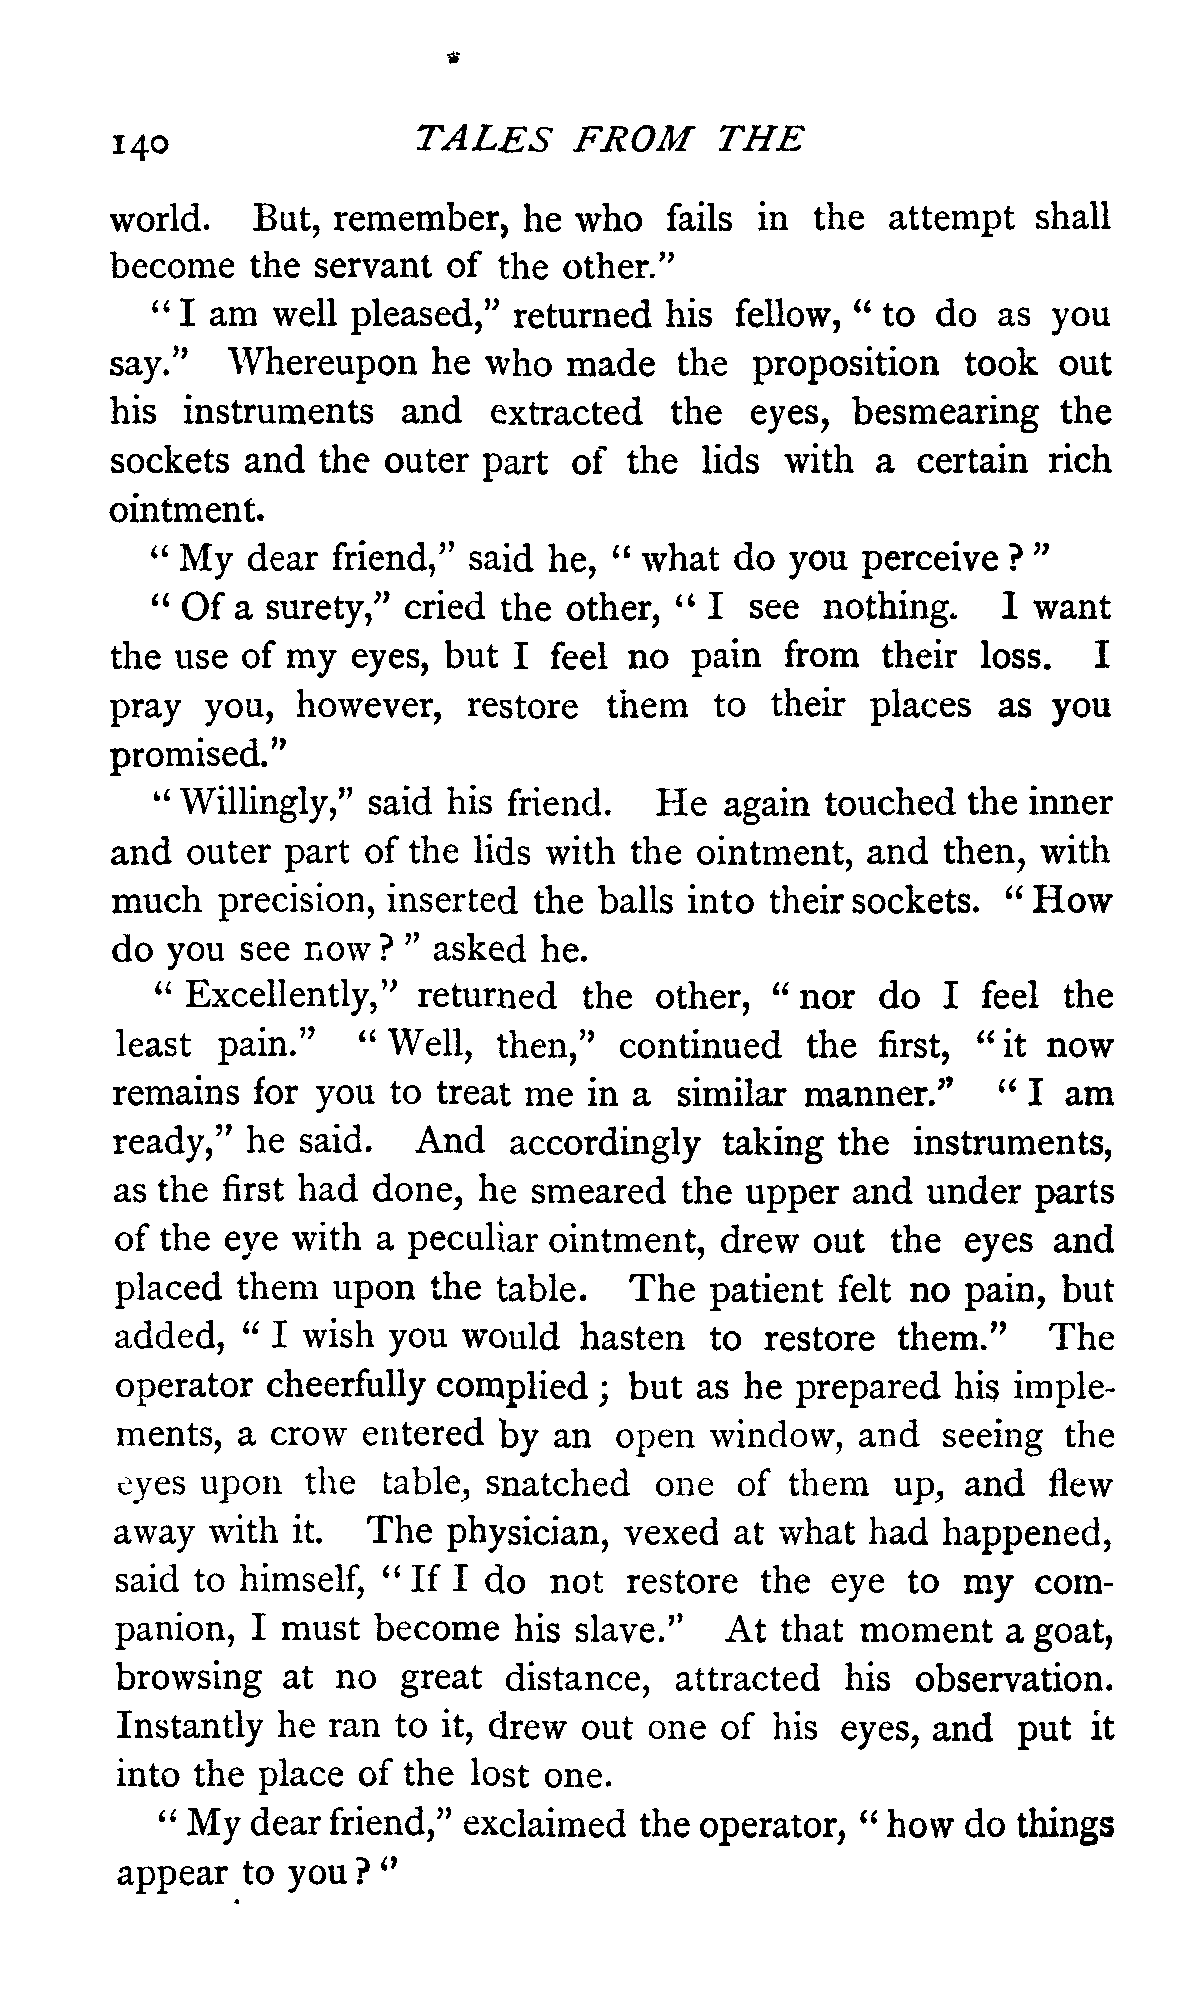 140 TALES FROM THE
world. But, remember, he who fails in the attempt shall
become the servant of the other."
"I am well pleased," returned his fellow, "to do as you
say." Whereupon he who made the proposition took out
his instruments and extracted the eyes, besmearing the
sockets and the outer part of the lids with a certain rich
ointment.
"My dear friend," said he, "what do you perceive?"
"Of a surety," cried the other, "I see nothing. I want
the use of my eyes, but I feel no pain from their loss. I
pray you, however, restore them to their places as you
promised."
"Willingly," said his friend. He again touched the inner
and outer part of the lids with the ointment, and then, with
much precision, inserted the balls into their sockets. "How
do you see now?" asked he.
"Excellently," returned the other, "nor do I feel the
least pain." "Well, then," continued the first, "it now
remains for you to treat me in a similar manner." "I am
ready," he said. And accordingly taking the instruments,
as the first had done, he smeared the upper and under parts
of the eye with a peculiar ointment, drew out the eyes and
placed them upon the table. The patient felt no pain, but
added, "I wish you would hasten to restore them." The
operator cheerfully complied; but as he prepared his imple-
ments, a crow entered by an open window, and seeing the
eyes upon the table, snatched one of them up, and flew
away with it. The physician, vexed at what had happened,
said to himself, "If I do not restore the eye to my com-
panion, I must become his slave." At that moment a goat,
browsing at no great distance, attracted his observation.
Instantly he ran to it, drew out one of his eyes, and put it
into the place of the lost one.
"My dear friend," exclaimed the operator, "how do things
appear to you?"